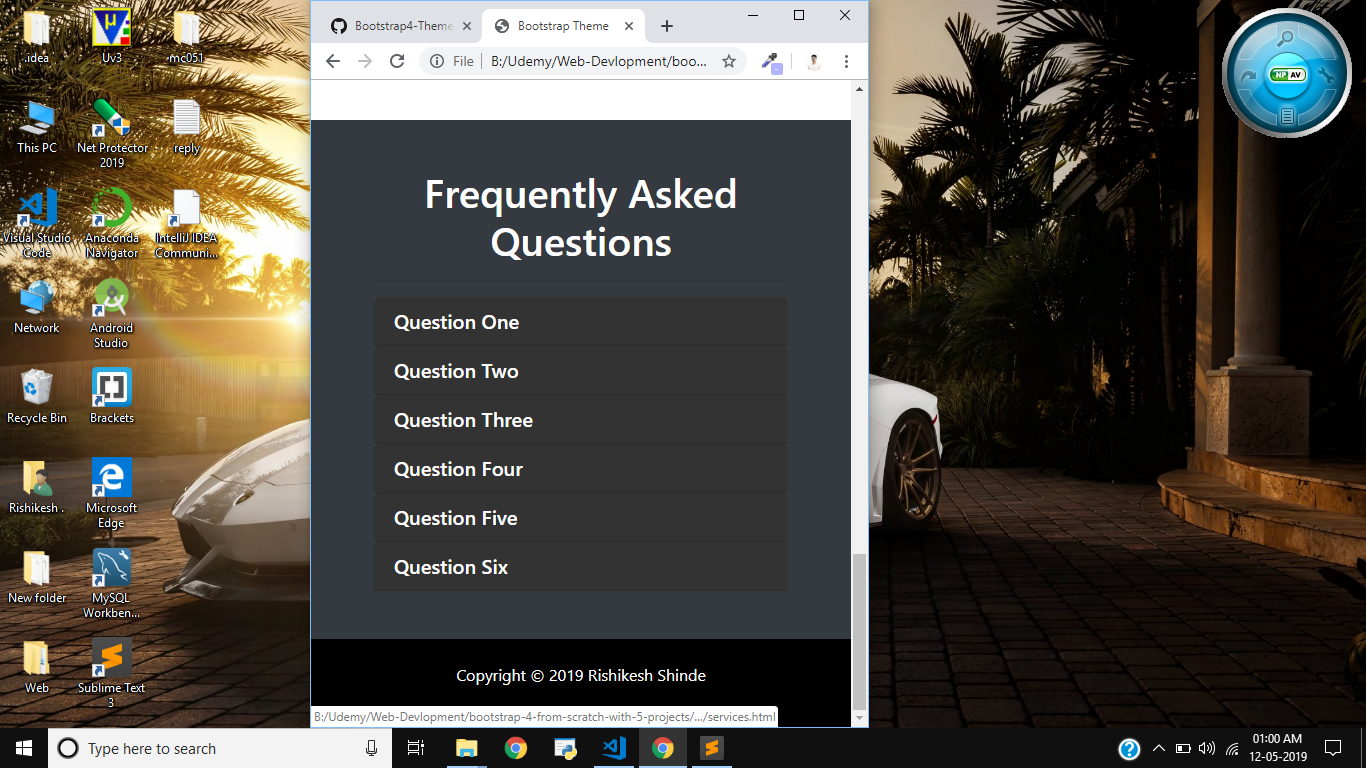 .idea
Uv3
mc051
This PC
Net Protector
2019
reply
Visual Studio
Code
Anaconda
Navigator
IntelliJ IDEA
Communi...
Network
Android
Studio
Recycle Bin
Brackets
Rishikesh .
Microsoft
Edge
New folder
MySQL
Workben...
Web
Sublime Text
3
Bootstrap4-Theme
Bootstrap Theme
File
B:/Udemy/Web-Devlopment/boo...
Frequently Asked
Questions
Question One
Question Two
Question Three
Question Four
Question Five
Question Six
Copyright © 2019 Rishikesh Shinde
B:/Udemy/Web-Devlopment/bootstrap-4-from-scratch-with-5-projects/.../services.html
NP AV
Type here to search
01:00 AM
12-05-2019